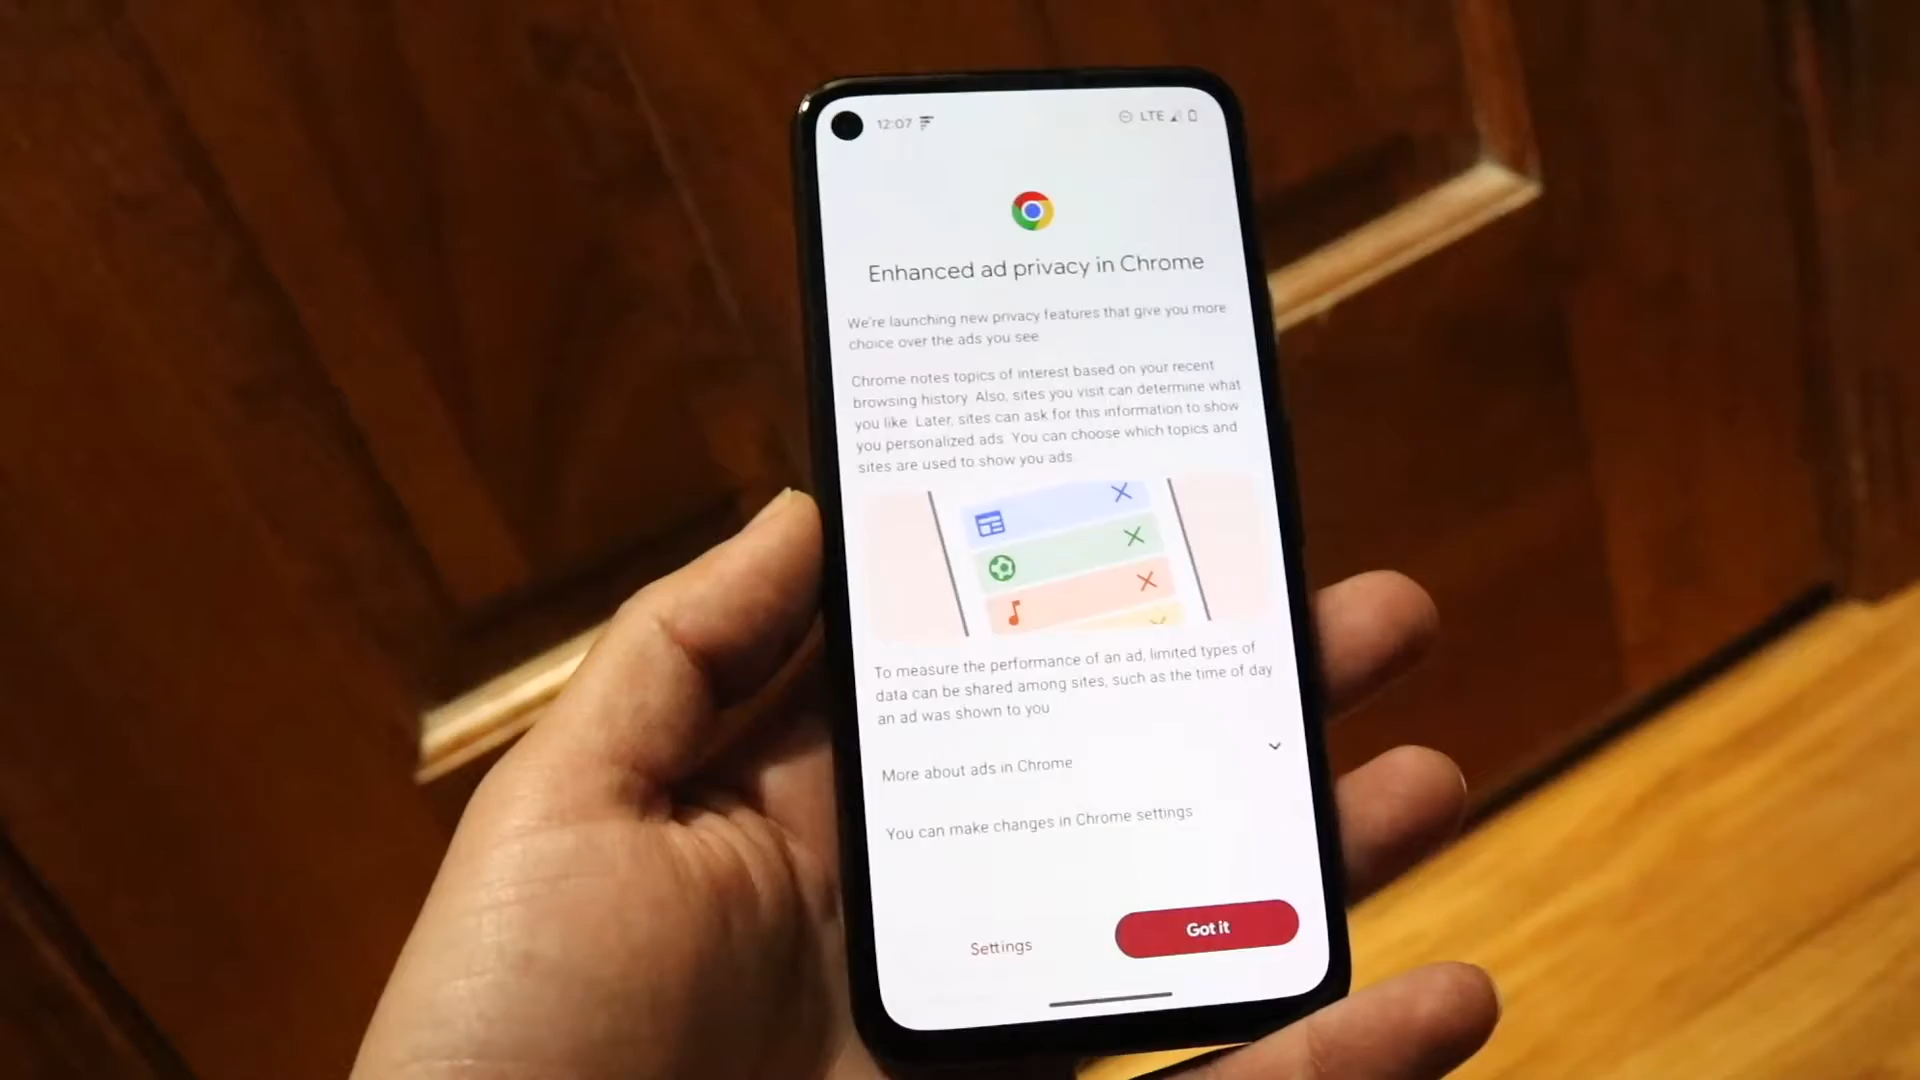 12:07
LTE
Enhanced ad privacy in Chrome
We're launching new privacy features that give you more
choice over the ads you see
Chrome notes topics of interest based on your recent
browsing history. Also, sites you visit can determine what
you like. Later, sites can ask for this information to show
you personalized ads. You can choose which topics and
sites are used to show you ads.
To measure the performance of an ad, limited types of
data can be shared among sites, such as the time of day
an ad was shown to you
More about ads in Chrome
You can make changes in Chrome settings
Settings
Got it